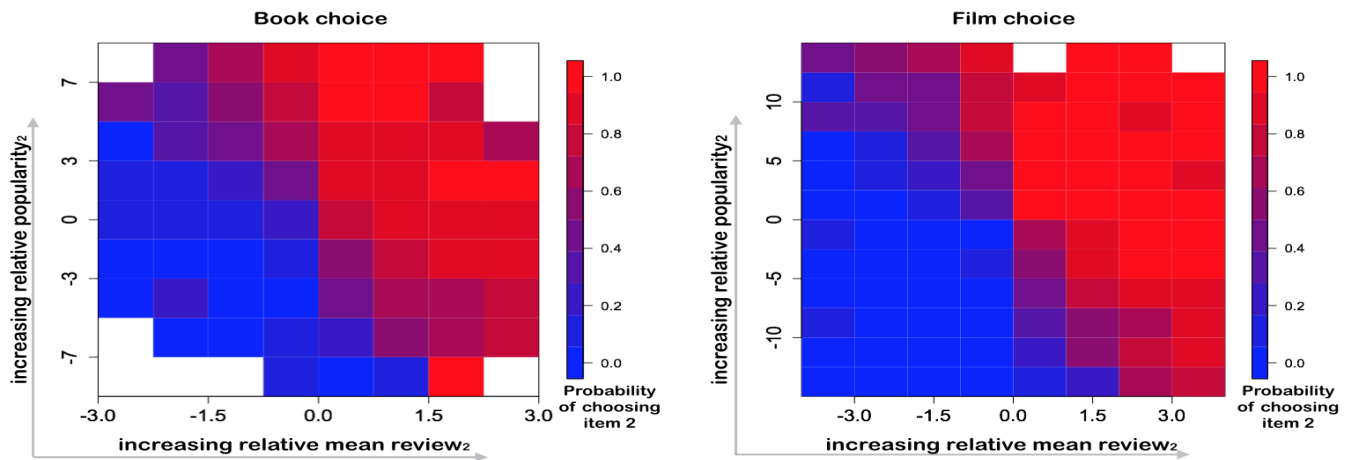 Book choice
increasing relative popularity₂
7
3
0
-3
-7
-3.0
-1.5
0.0
1.5
3.0
increasing relative mean review₂
1.0
0.8
0.6
0.4
0.2
0.0
Probability
of choosing
item 2
Film choice
increasing relative popularity₂
10
5
0
-5
-10
-3.0
-1.5
0.0
1.5
3.0
increasing relative mean review₂
1.0
0.8
0.6
0.4
0.2
0.0
Probability
of choosing
item 2